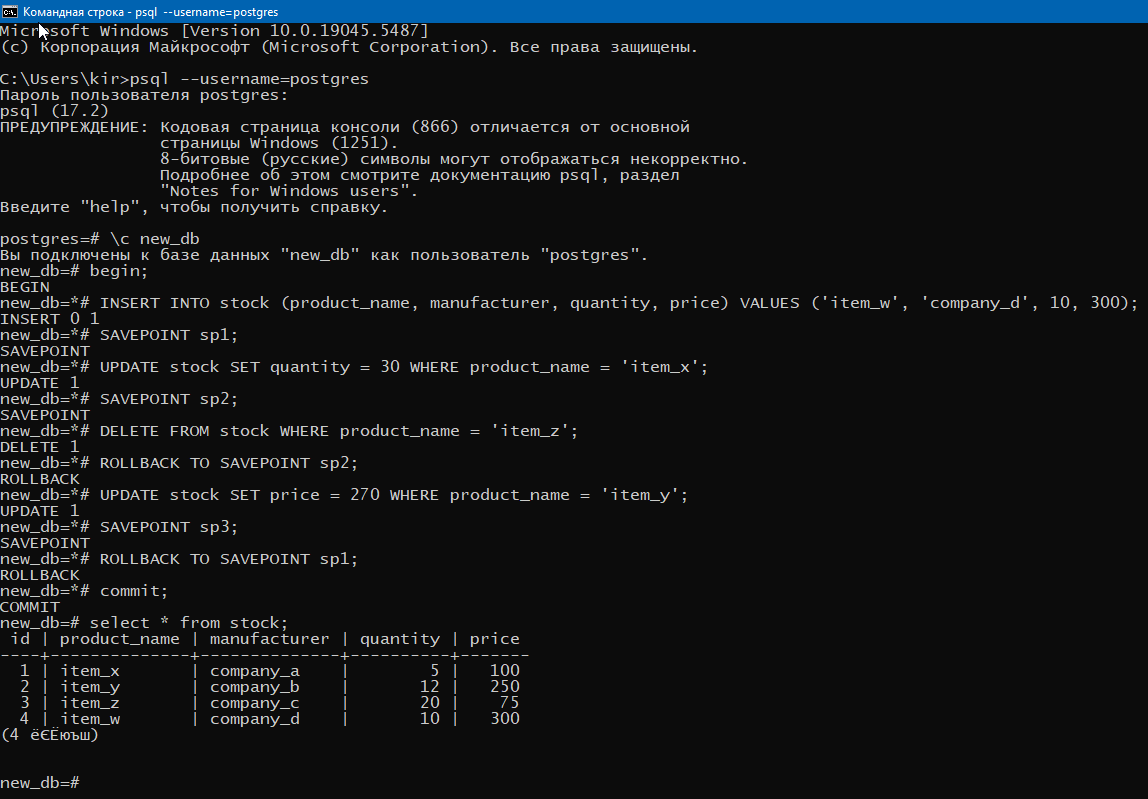 Командная строка - psql --username=postgres
Microsoft Windows [Version 10.0.19045.5487]
(c) Корпорация Майкрософт (Microsoft Corporation). Все права защищены.
C:\Users\kir>psql --username=postgres
Пароль пользователя postgres:
psql (17.2)
ПРЕДУПРЕЖДЕНИЕ: Кодовая страница консоли (866) отличается от основной
                страницы Windows (1251).
                8-битовые (русские) символы могут отображаться некорректно.
                Подробнее об этом смотрите документацию psql, раздел
                "Notes for Windows users".
Введите "help", чтобы получить справку.
postgres=# \c new_db
Вы подключены к базе данных "new_db" как пользователь "postgres".
new_db=# begin;
BEGIN
new_db=*# INSERT INTO stock (product_name, manufacturer, quantity, price) VALUES ('item_w', 'company_d', 10, 300);
INSERT 0 1
new_db=*# SAVEPOINT sp1;
SAVEPOINT
new_db=*# UPDATE stock SET quantity = 30 WHERE product_name = 'item_x';
UPDATE 1
new_db=*# SAVEPOINT sp2;
SAVEPOINT
new_db=*# DELETE FROM stock WHERE product_name = 'item_z';
DELETE 1
new_db=*# ROLLBACK TO SAVEPOINT sp2;
ROLLBACK
new_db=*# UPDATE stock SET price = 270 WHERE product_name = 'item_y';
UPDATE 1
new_db=*# SAVEPOINT sp3;
SAVEPOINT
new_db=*# ROLLBACK TO SAVEPOINT sp1;
ROLLBACK
new_db=*# commit;
COMMIT
new_db=# select * from stock;
 id | product_name | manufacturer | quantity | price
----+--------------+--------------+----------+-------
  1 | item_x       | company_a    |        5 |   100
  2 | item_y       | company_b    |       12 |   250
  3 | item_z       | company_c    |       20 |    75
  4 | item_w       | company_d    |       10 |   300
(4 ёЄЁюъш)
new_db=#